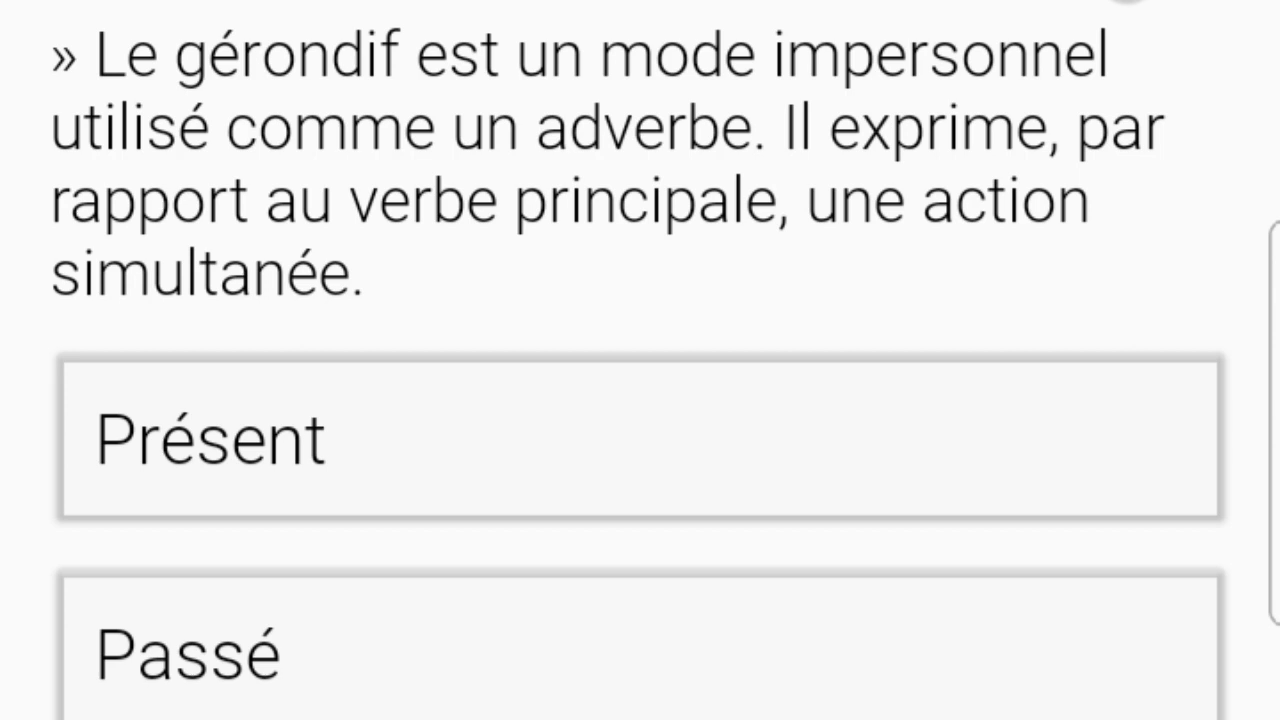 » Le gérondif est un mode impersonnel
utilisé comme un adverbe. Il exprime, par
rapport au verbe principale, une action
simultanée.
Présent
Passé